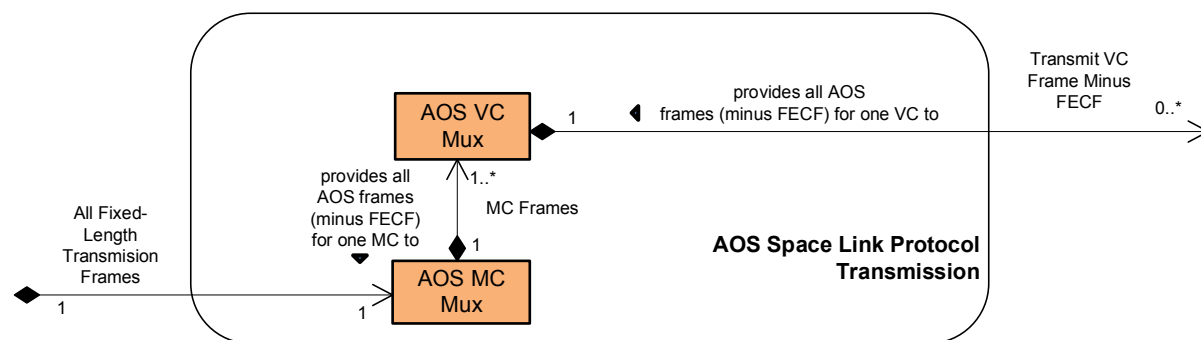 Transmit VC
Frame Minus
FECF
provides all AOS
frames (minus FECF) for one VC to
AOS VC
Mux
1
0..*
provides all
AOS frames
(minus FECF)
for one MC to
1..*
MC Frames
All Fixed-
Length
Transmision
Frames
1
AOS Space Link Protocol
Transmission
AOS MC
Mux
1
1